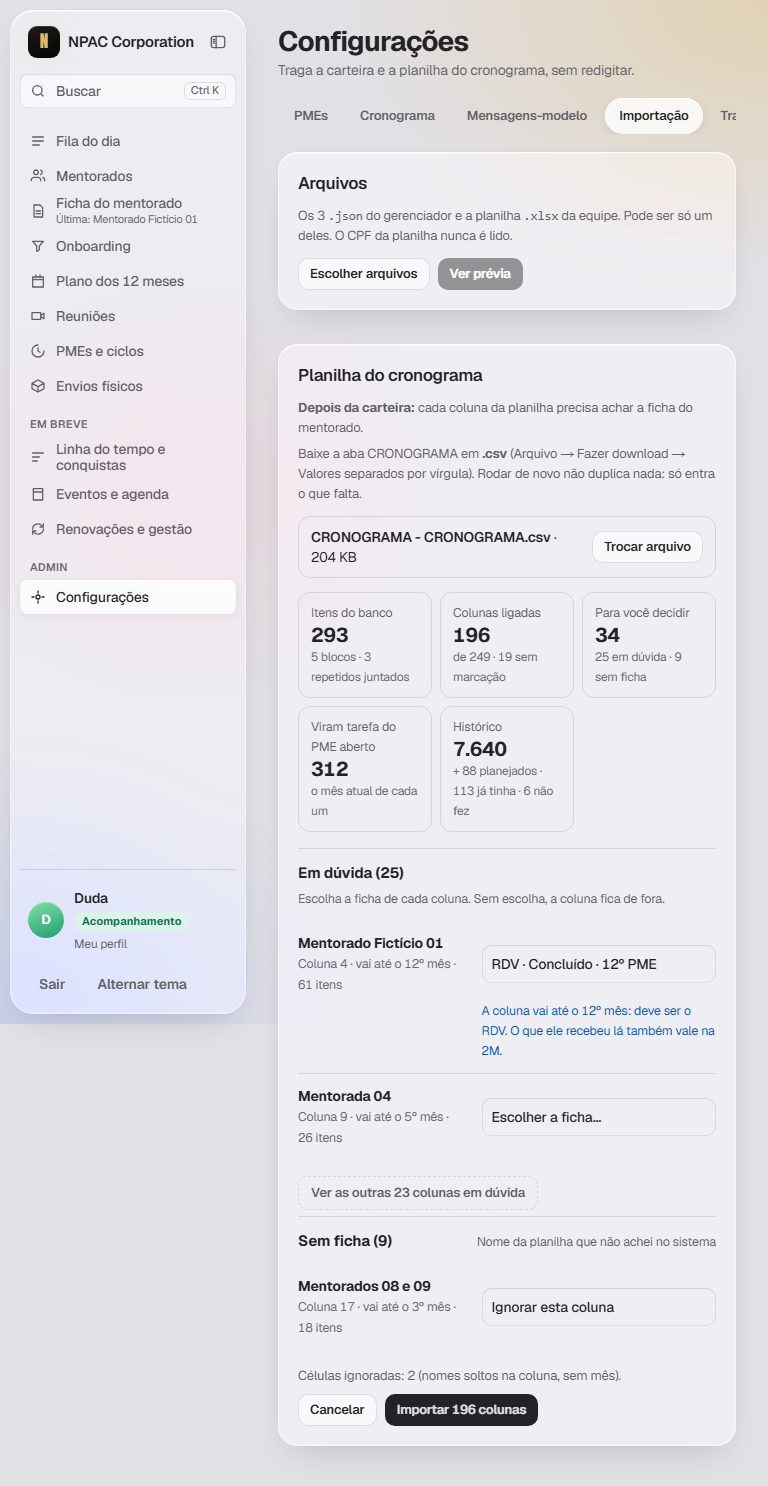 N
NPAC Corporation
Buscar
Ctrl K
Fila do dia
Mentorados
Ficha do mentorado
Última: Mentorado Fictício 01
Onboarding
Plano dos 12 meses
Reuniões
PMEs e ciclos
Envios físicos
EM BREVE
Linha do tempo e
conquistas
Eventos e agenda
Renovações e gestão
ADMIN
Configurações
D
Duda
Acompanhamento
Meu perfil
Sair
Alternar tema
Configurações
Traga a carteira e a planilha do cronograma, sem redigitar.
PMEs
Cronograma
Mensagens-modelo
Importação
Arquivos
Os 3 .json do gerenciador e a planilha .xlsx da equipe. Pode ser só um
deles. O CPF da planilha nunca é lido.
Escolher arquivos
Ver prévia
Planilha do cronograma
Depois da carteira: cada coluna da planilha precisa achar a ficha do
mentorado.
Baixe a aba CRONOGRAMA em .csv (Arquivo → Fazer download →
Valores separados por vírgula). Rodar de novo não duplica nada: só entra
o que falta.
CRONOGRAMA - CRONOGRAMA.csv ·
204 KB
Trocar arquivo
Itens do banco
293
5 blocos · 3
repetidos juntados
Colunas ligadas
196
de 249 · 19 sem
marcação
Para você decidir
34
25 em dúvida · 9
sem ficha
Viram tarefa do
PME aberto
312
o mês atual de cada
um
Histórico
7.640
+ 88 planejados ·
113 já tinha · 6 não
fez
Em dúvida (25)
Escolha a ficha de cada coluna. Sem escolha, a coluna fica de fora.
Mentorado Fictício 01
Coluna 4 · vai até o 12º mês ·
61 itens
RDV · Concluído · 12º PME
A coluna vai até o 12º mês: deve ser o
RDV. O que ele recebeu lá também vale na
2M.
Mentorada 04
Coluna 9 · vai até o 5º mês ·
26 itens
Escolher a ficha...
Ver as outras 23 colunas em dúvida
Sem ficha (9)
Nome da planilha que não achei no sistema
Mentorados 08 e 09
Coluna 17 · vai até o 3º mês ·
18 itens
Ignorar esta coluna
Células ignoradas: 2 (nomes soltos na coluna, sem mês).
Cancelar
Importar 196 colunas